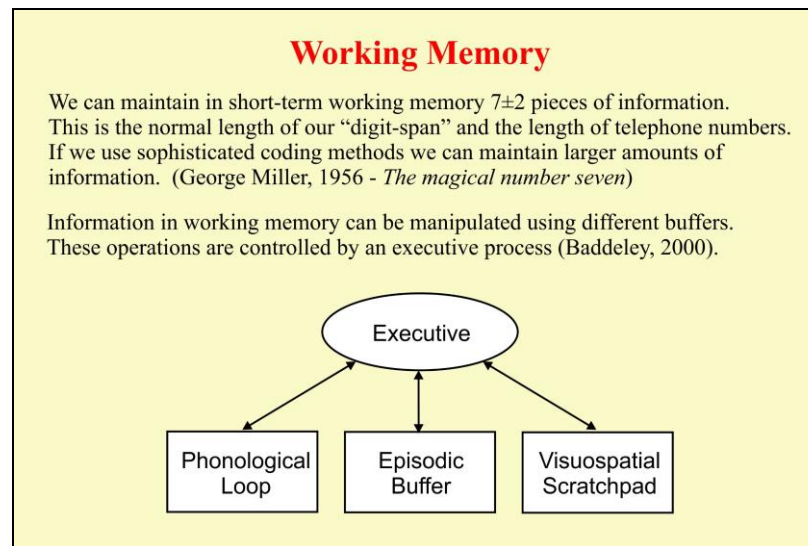 Working Memory
We can maintain in short-term working memory 7±2 pieces of information.
This is the normal length of our “digit-span” and the length of telephone numbers.
If we use sophisticated coding methods we can maintain larger amounts of
information.  (George Miller, 1956 - The magical number seven)
Information in working memory can be manipulated using different buffers.
These operations are controlled by an executive process (Baddeley, 2000).
Executive
Phonological
Loop
Episodic
Buffer
Visuospatial
Scratchpad